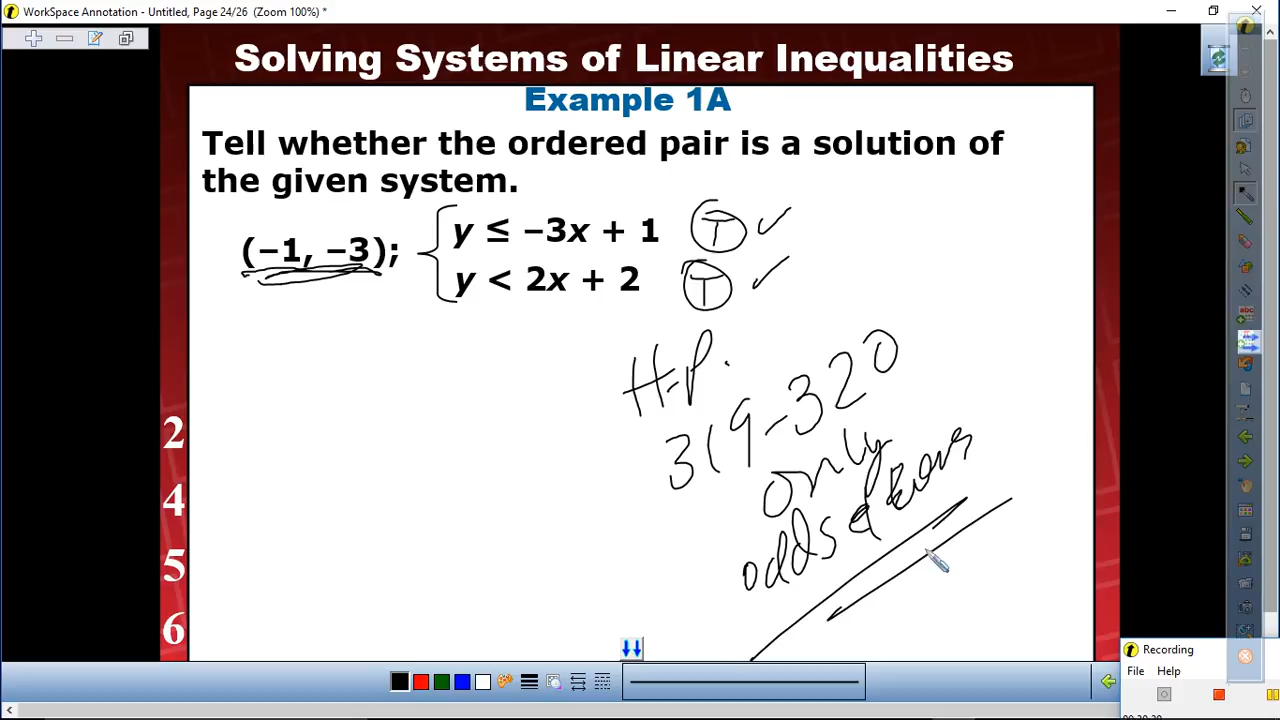 WorkSpace Annotation - Untitled, Page 24/26 (Zoom 100%) *
Solving Systems of Linear Inequalities
Example 1A
Tell whether the ordered pair is a solution of
the given system.
(−1, −3);
y ≤ −3x + 1 T ✓
y < 2x + 2 T ✓
H.P.
319-320
only
odds &
2
4
5
6
abc
Recording
File Help